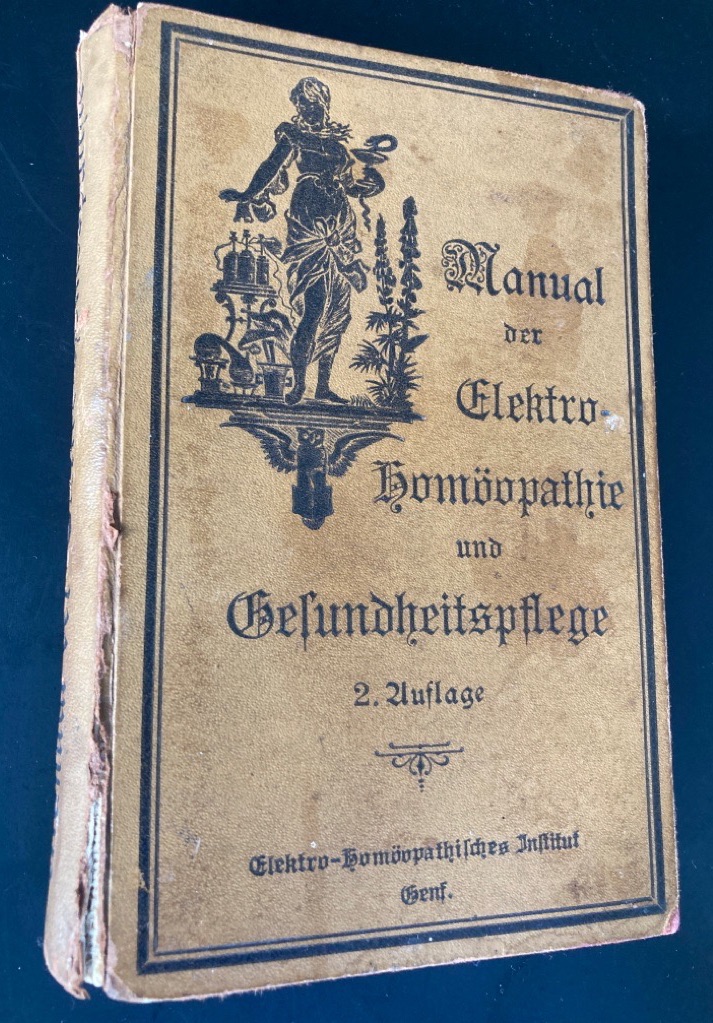 Manual
der
Elektro-
Homöopathie
und
Gesundheitspflege
2. Auflage
Elektro-Homöopathisches Institut
Genf.